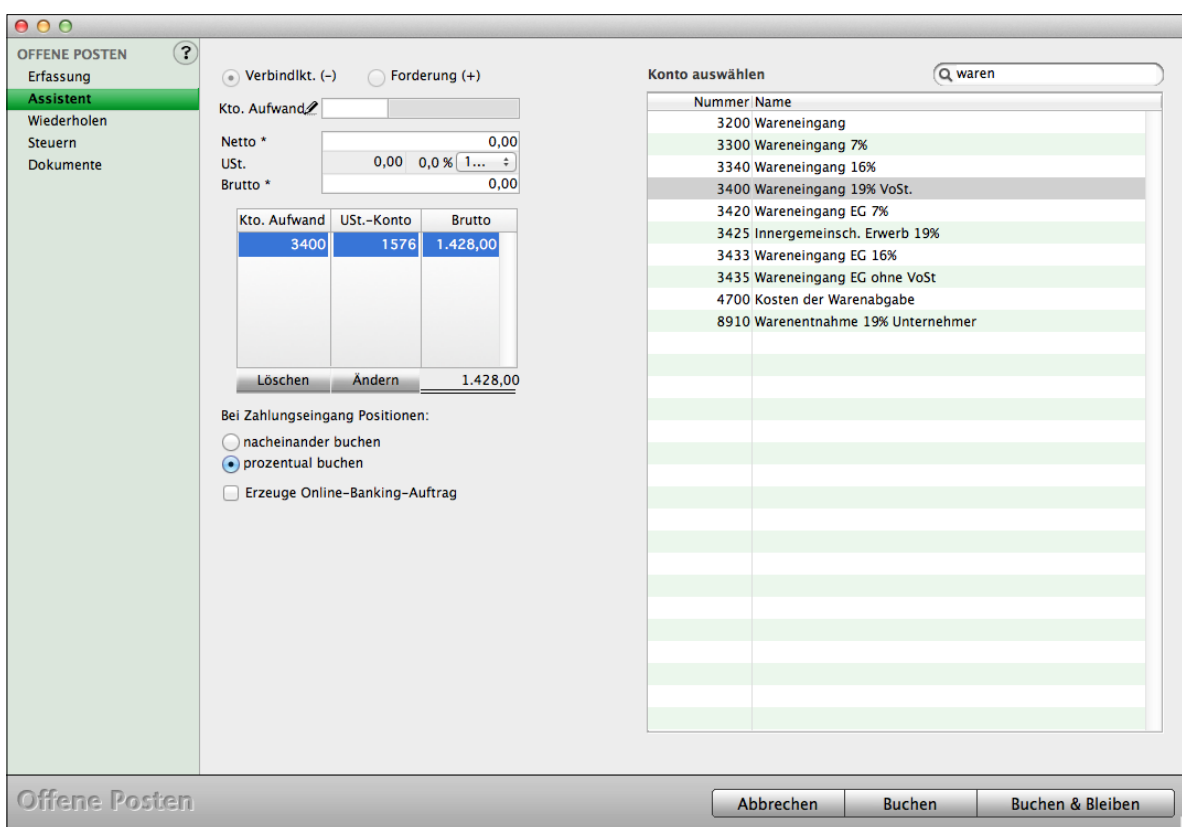 OFFENE POSTEN
?
Erfassung
Assistent
Wiederholen
Steuern
Dokumente
Verbindlkt. (-)
Forderung (+)
Kto. Aufwand
Netto * 0,00
USt. 0,00 0,0 % 1...
Brutto * 0,00
Kto. Aufwand USt.-Konto Brutto
3400 1576 1.428,00
Löschen Ändern 1.428,00
Bei Zahlungseingang Positionen:
nacheinander buchen
prozentual buchen
Erzeuge Online-Banking-Auftrag
Konto auswählen
waren
Nummer Name
3200 Wareneingang
3300 Wareneingang 7%
3340 Wareneingang 16%
3400 Wareneingang 19% VoSt.
3420 Wareneingang EG 7%
3425 Innergemeinsch. Erwerb 19%
3433 Wareneingang EG 16%
3435 Wareneingang EG ohne VoSt
4700 Kosten der Warenabgabe
8910 Warenentnahme 19% Unternehmer
Offene Posten
Abbrechen
Buchen
Buchen & Bleiben